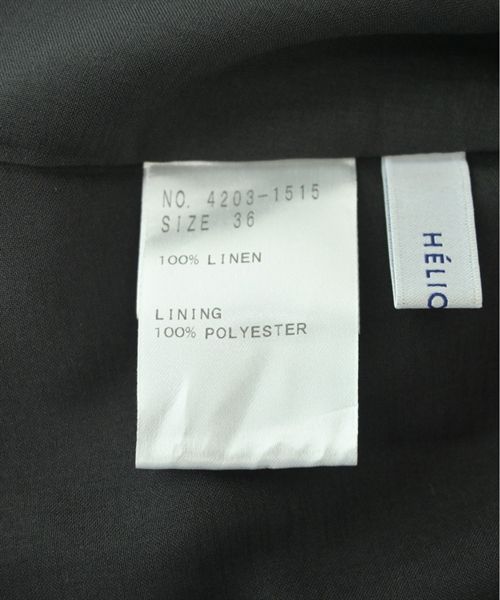 NO. 4203-1515
SIZE 36
100% LINEN
LINING
100% POLYESTER
HÉLIO